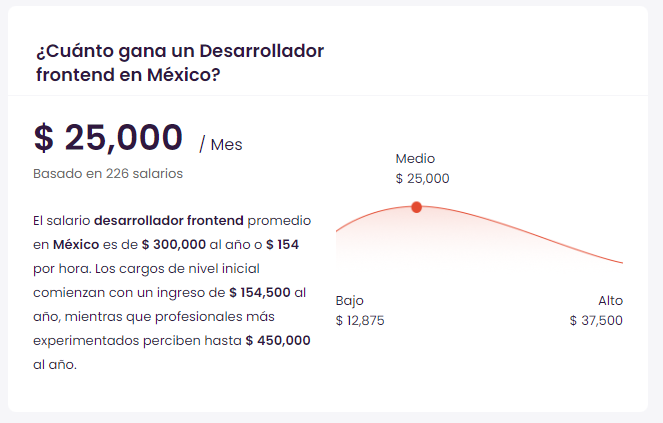 ¿Cuánto gana un Desarrollador
frontend en México?
$ 25,000 / Mes
Basado en 226 salarios
El salario desarrollador frontend promedio
en México es de $ 300,000 al año o $ 154
por hora. Los cargos de nivel inicial
comienzan con un ingreso de $ 154,500 al
año, mientras que profesionales más
experimentados perciben hasta $ 450,000
al año.
Medio
$ 25,000
Bajo
$ 12,875
Alto
$ 37,500